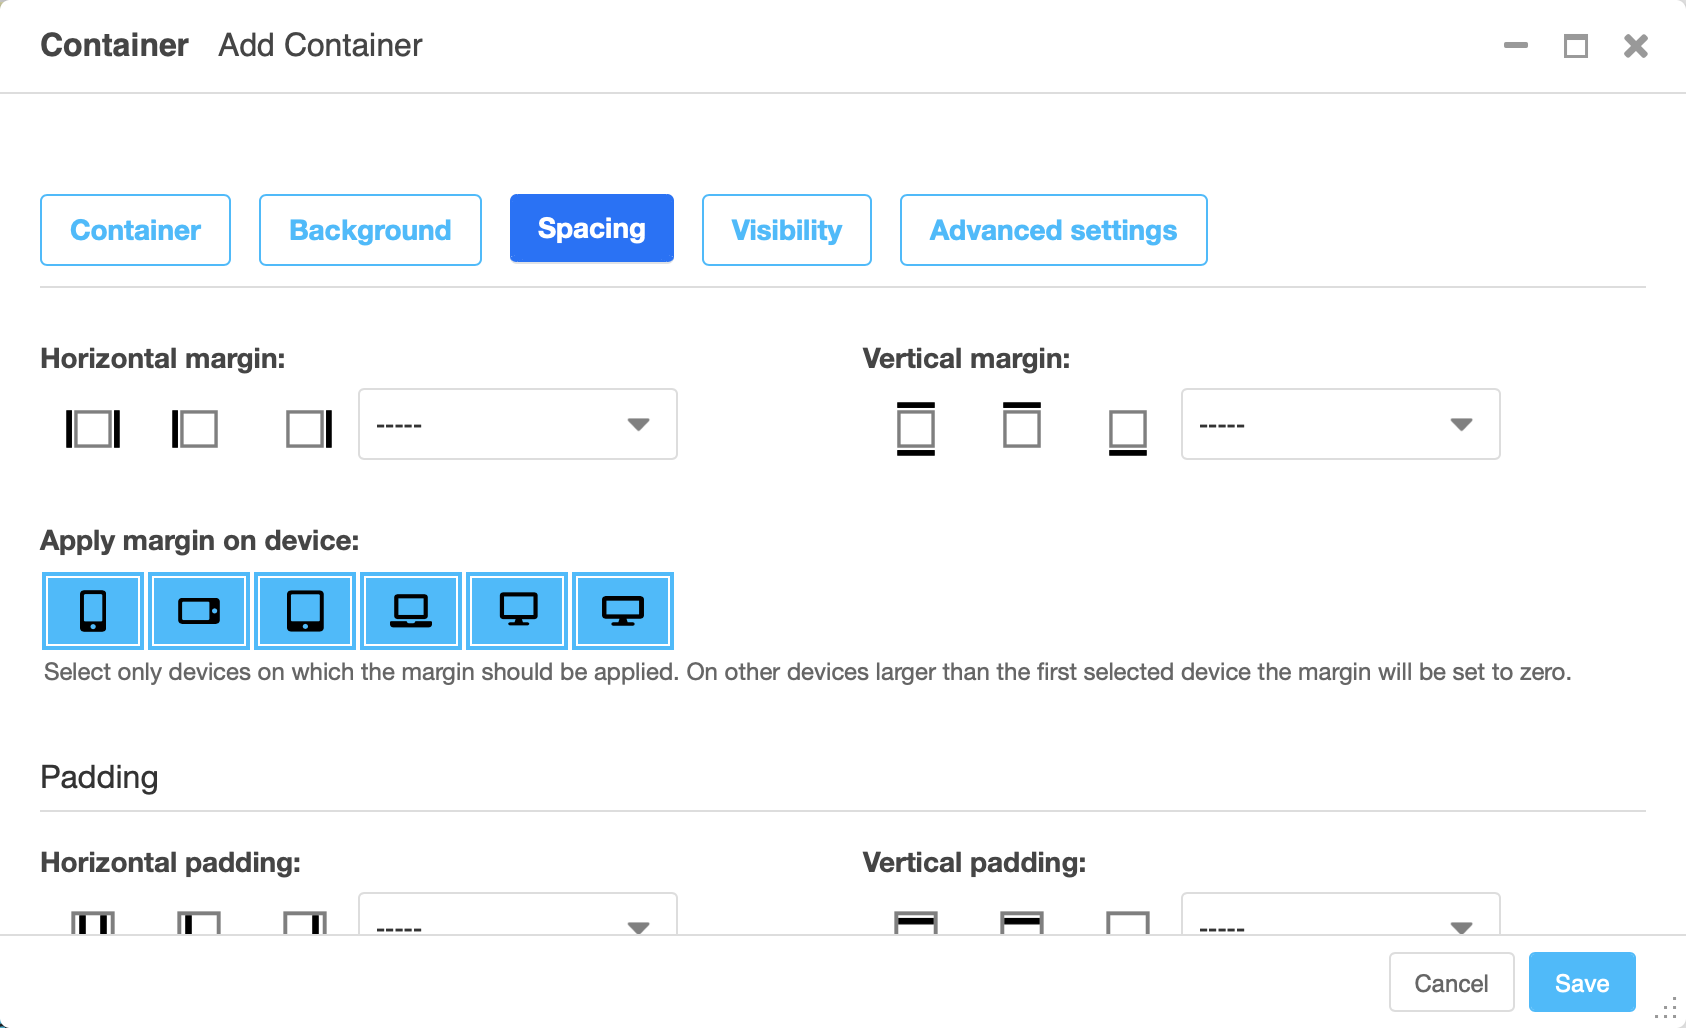 Container Add Container
Container Background Spacing Visibility Advanced settings
Horizontal margin: Vertical margin:
----- -----
Apply margin on device:
Select only devices on which the margin should be applied. On other devices larger than the first selected device the margin will be set to zero.
Padding
Horizontal padding: Vertical padding:
----- -----
Cancel Save